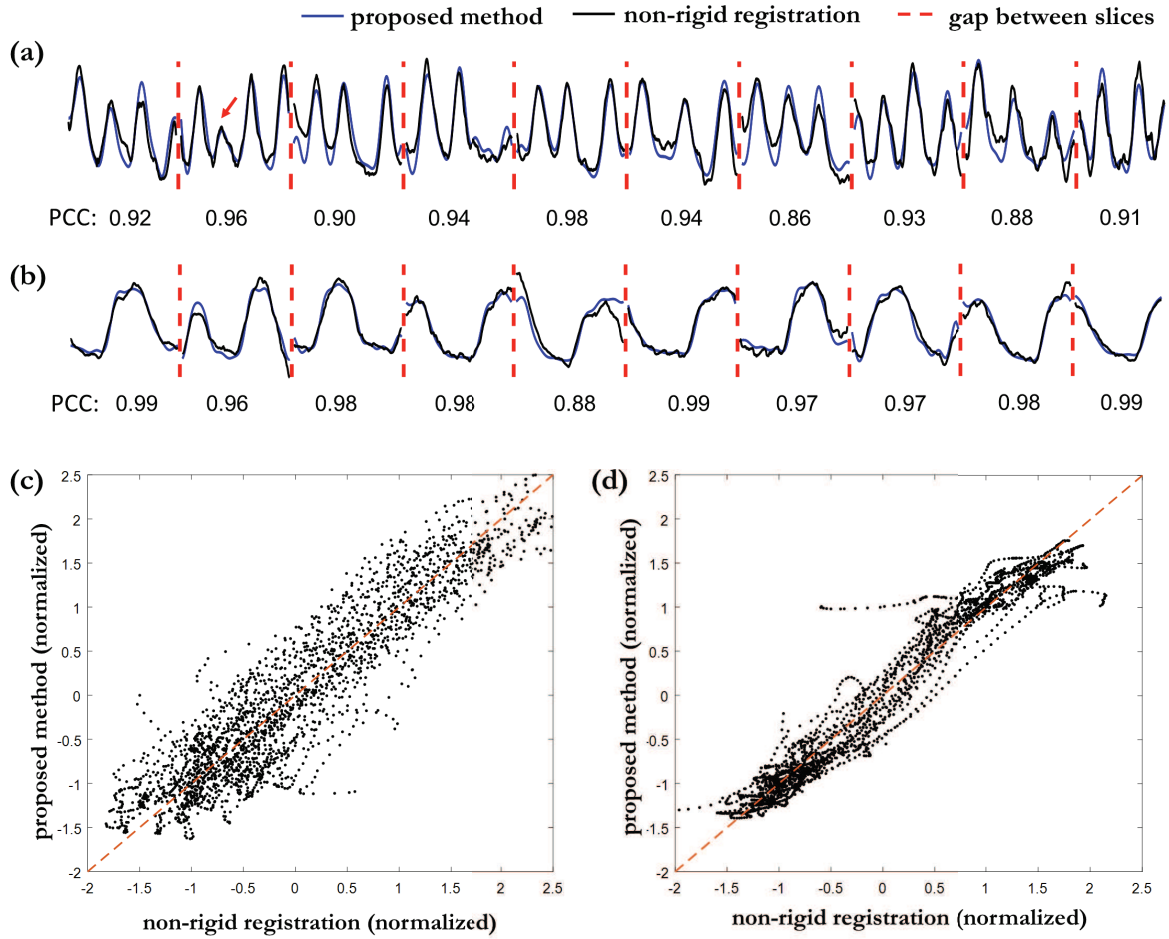 proposed method non-rigid registration gap between slices
(a)
PCC: 0.92 0.96 0.90 0.94 0.98 0.94 0.86 0.93 0.88 0.91
(b)
PCC: 0.99 0.96 0.98 0.98 0.88 0.99 0.97 0.97 0.98 0.99
(c)
2.5
2
1.5
1
0.5
0
-0.5
-1
-1.5
-2
proposed method (normalized)
-2 -1.5 -1 -0.5 0 0.5 1 1.5 2 2.5
non-rigid registration (normalized)
(d)
2.5
2
1.5
1
0.5
0
-0.5
-1
-1.5
-2
proposed method (normalized)
-2 -1.5 -1 -0.5 0 0.5 1 1.5 2 2.5
non-rigid registration (normalized)